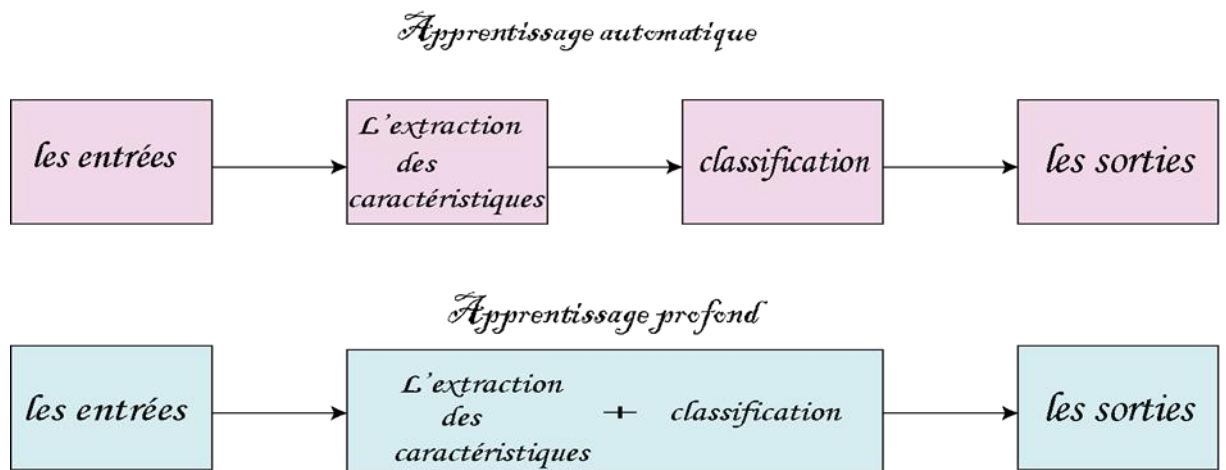 Apprentissage automatique
les entrées
L'extraction
des
caractéristiques
classification
les sorties
Apprentissage profond
les entrées
L'extraction
des
caractéristiques
+
classification
les sorties